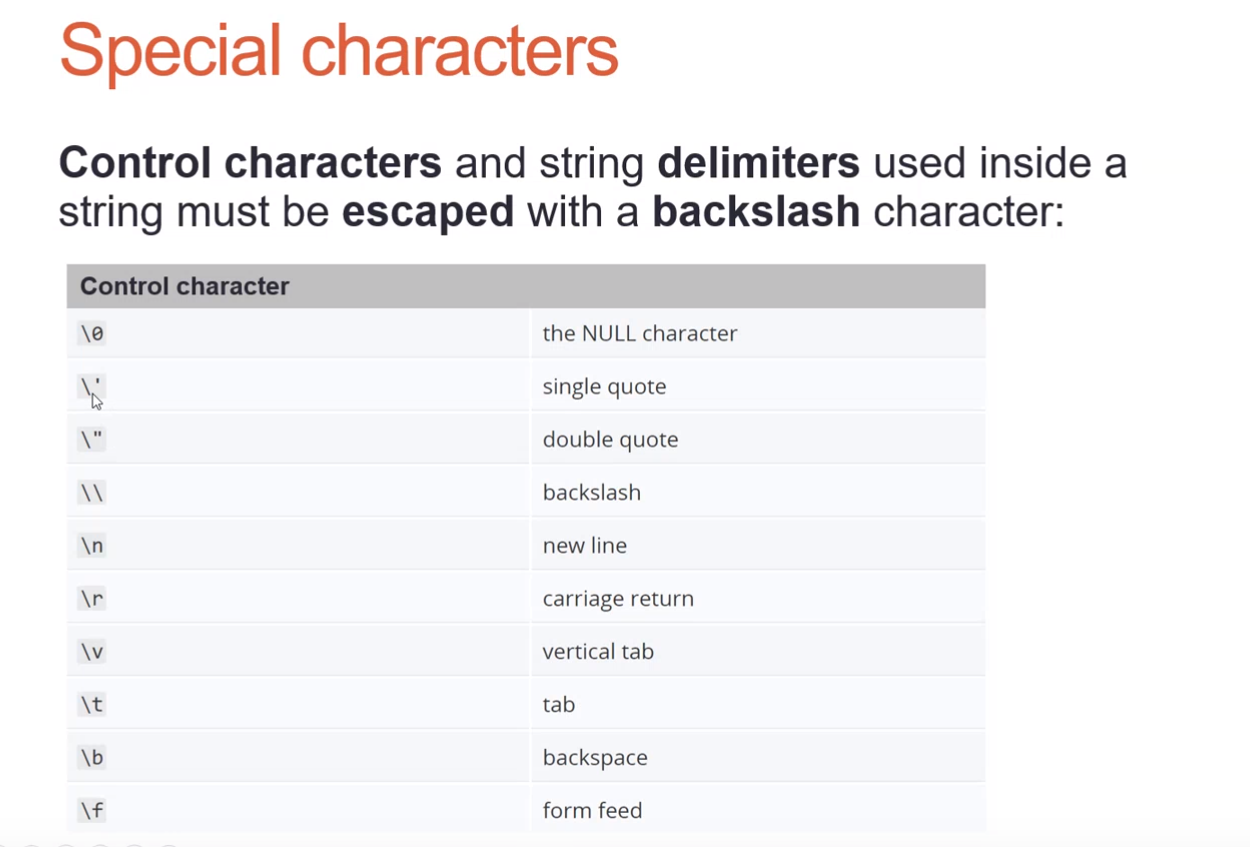 Special characters
Control characters and string delimiters used inside a
string must be escaped with a backslash character:
Control character
\0 the NULL character
\' single quote
\" double quote
\\ backslash
\n new line
\r carriage return
\v vertical tab
\t tab
\b backspace
\f form feed